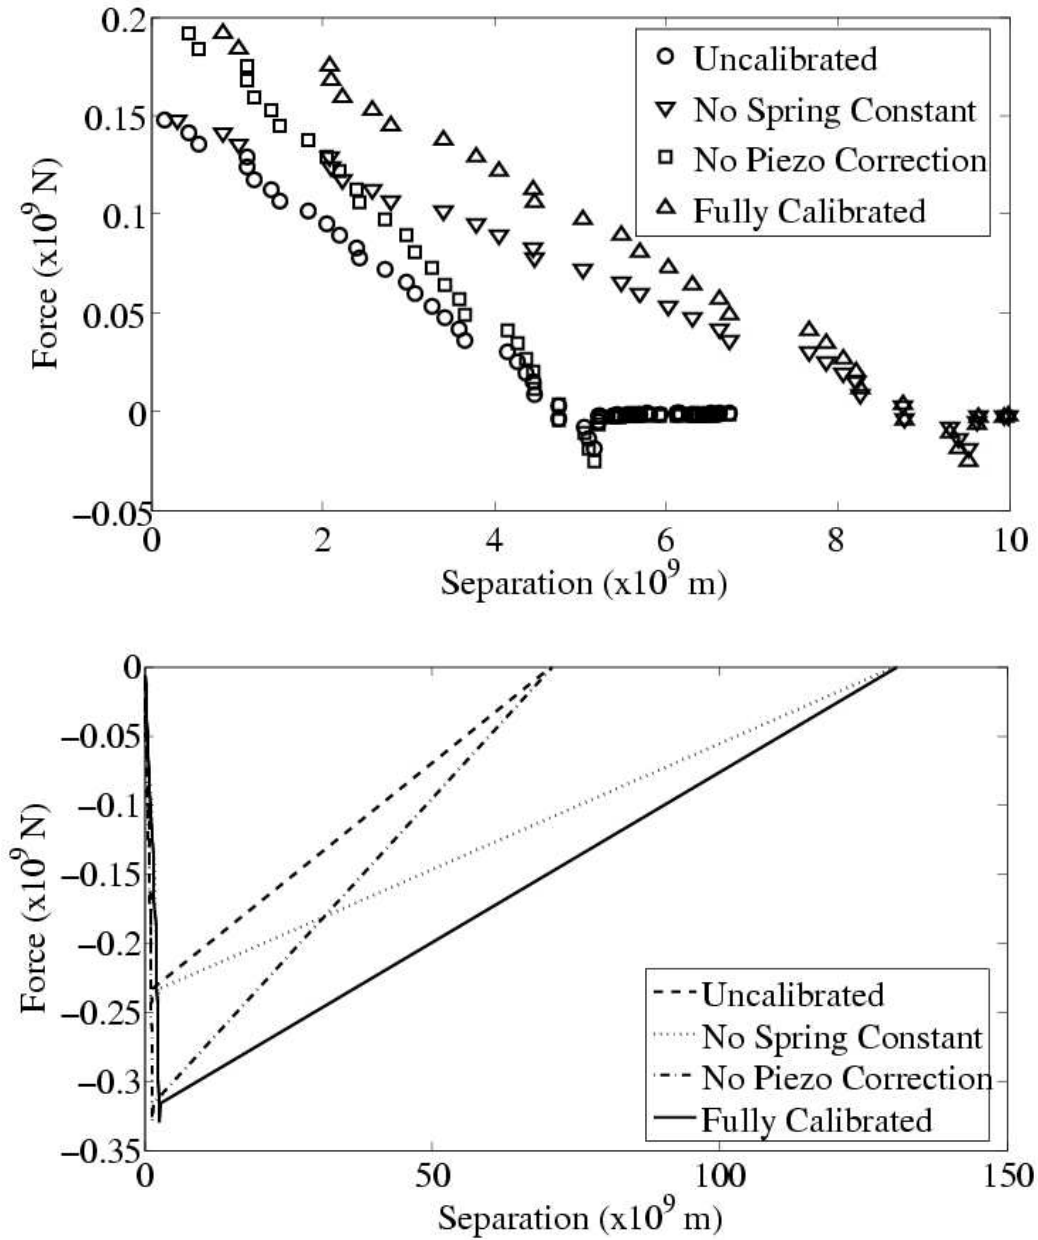 0.2
0.15
0.1
0.05
0
−0.05
Force (x10⁹ N)
Uncalibrated
No Spring Constant
No Piezo Correction
Fully Calibrated
0 2 4 6 8 10
Separation (x10⁹ m)
0
−0.05
−0.1
−0.15
−0.2
−0.25
−0.3
−0.35
Force (x10⁹ N)
Uncalibrated
No Spring Constant
No Piezo Correction
Fully Calibrated
0 50 100 150
Separation (x10⁹ m)